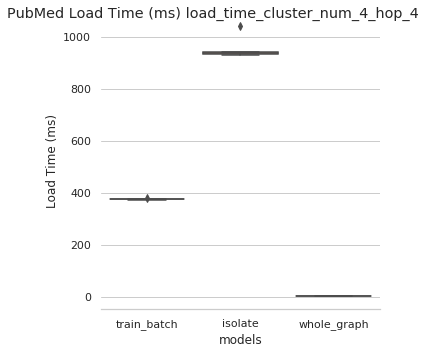 PubMed Load Time (ms) load_time_cluster_num_4_hop_4
1000
800
600
400
200
0
Load Time (ms)
train_batch isolate whole_graph
models